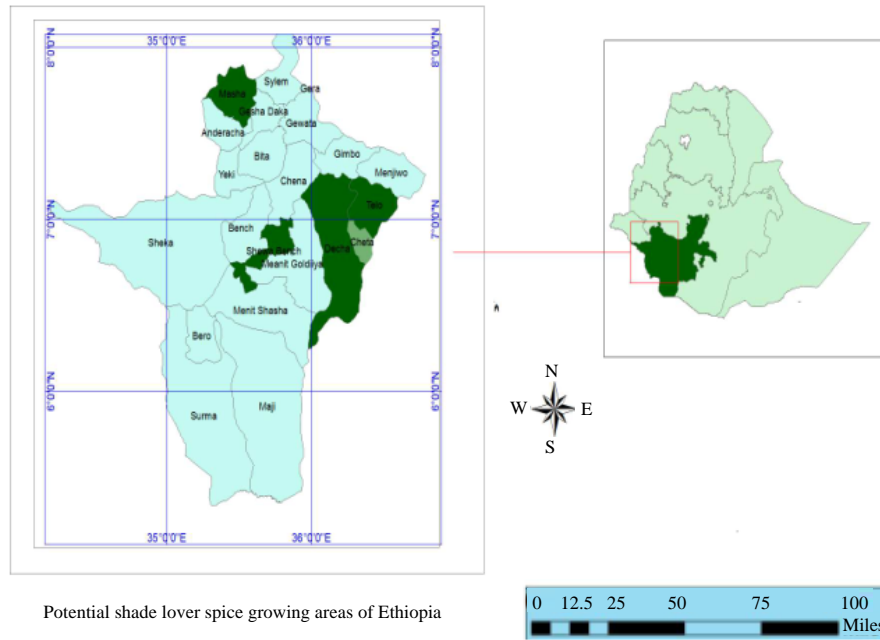 35°0'0"E 36°0'0"E
8°0'0"N 8°0'0"N
Sylem
Masha Gera
Gesha Daka
Gewata
Anderacha
Bita Gimbo
Yeki Menjiwo
Chena
Telo
7°0'0"N 7°0'0"N
Bench
Sheka Cheta
Decha
Meanit Goldiya
Menit Shasha
Bero
6°0'0"N 6°0'0"N
Maji
Surma
35°0'0"E 36°0'0"E
N
W E
S
Potential shade lover spice growing areas of Ethiopia
0 12.5 25 50 75 100
Miles